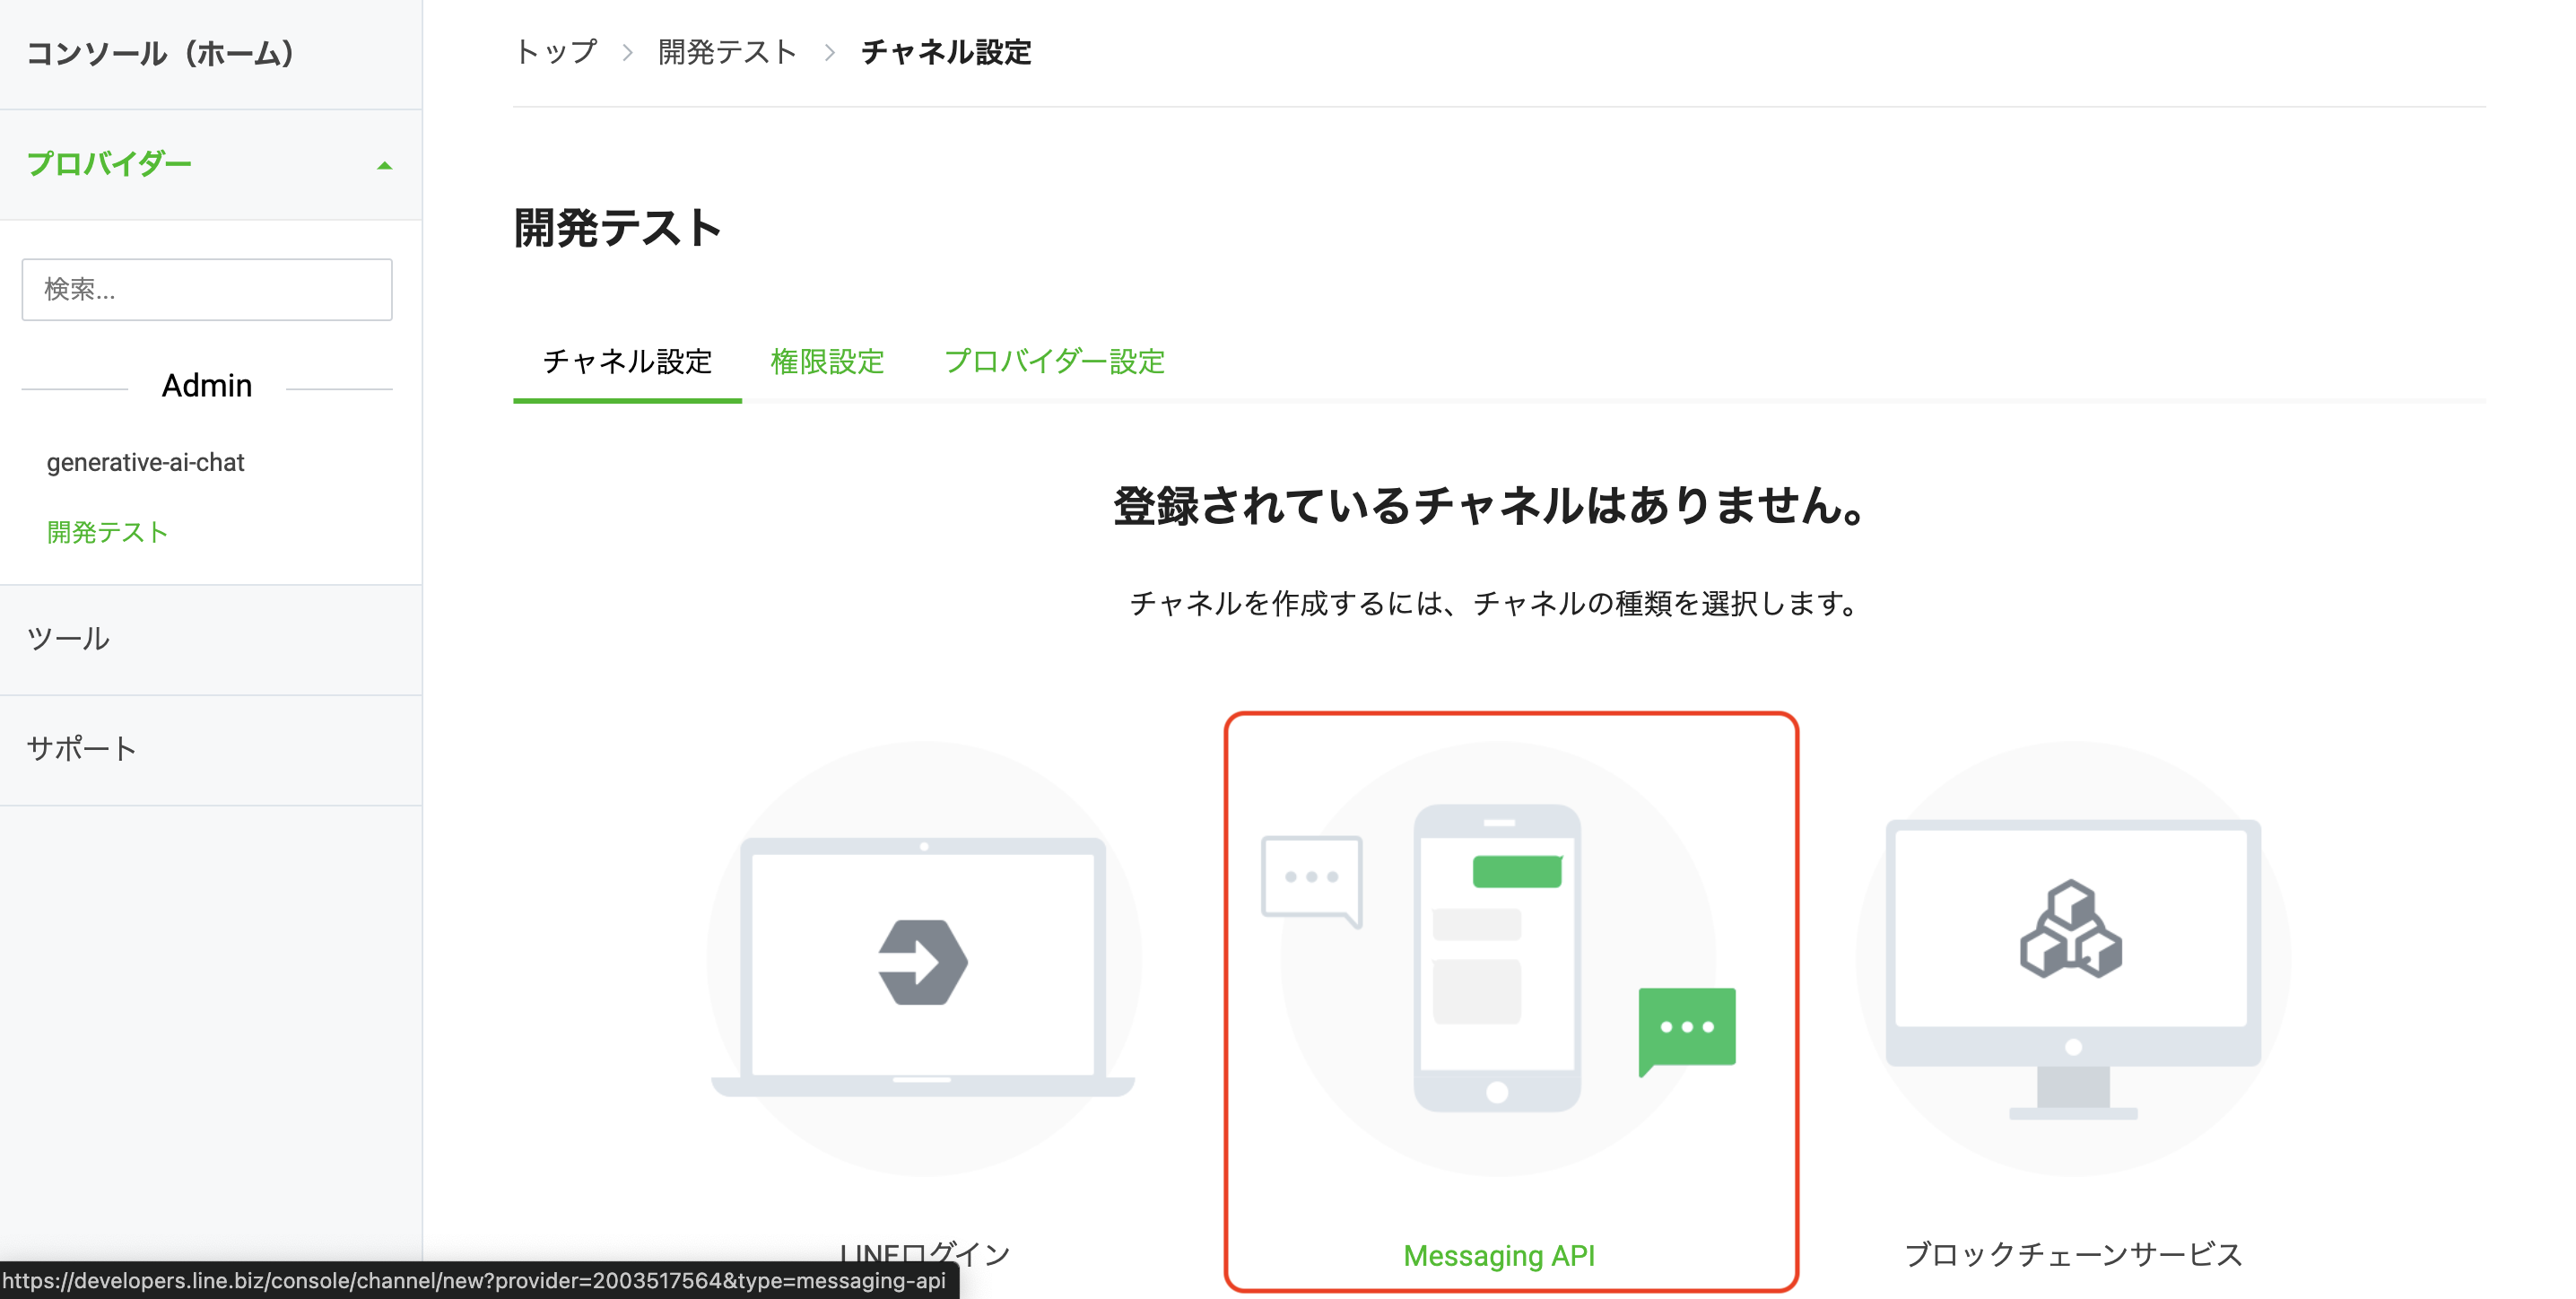 コンソール（ホーム）
プロバイダー
検索...
Admin
generative-ai-chat
開発テスト
ツール
サポート
トップ > 開発テスト > チャネル設定
開発テスト
チャネル設定 権限設定 プロバイダー設定
登録されているチャネルはありません。
チャネルを作成するには、チャネルの種類を選択します。
LINEログイン
Messaging API
ブロックチェーンサービス
https://developers.line.biz/console/channel/new?provider=2003517564&type=messaging-api